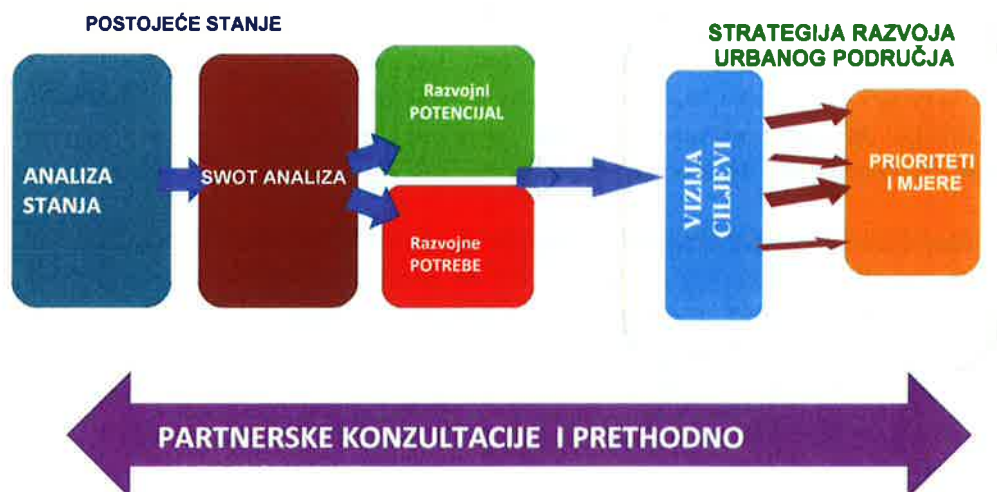 POSTOJEĆE STANJE
STRATEGIJA RAZVOJA
URBANOG PODRUČJA
ANALIZA
STANJA
SWOT ANALIZA
Razvojni
POTENCIJAL
Razvojne
POTREBE
VIZIJA
CILJEVI
PRIORITETI
I MJERE
PARTNERSKE KONZULTACIJE I PRETHODNO